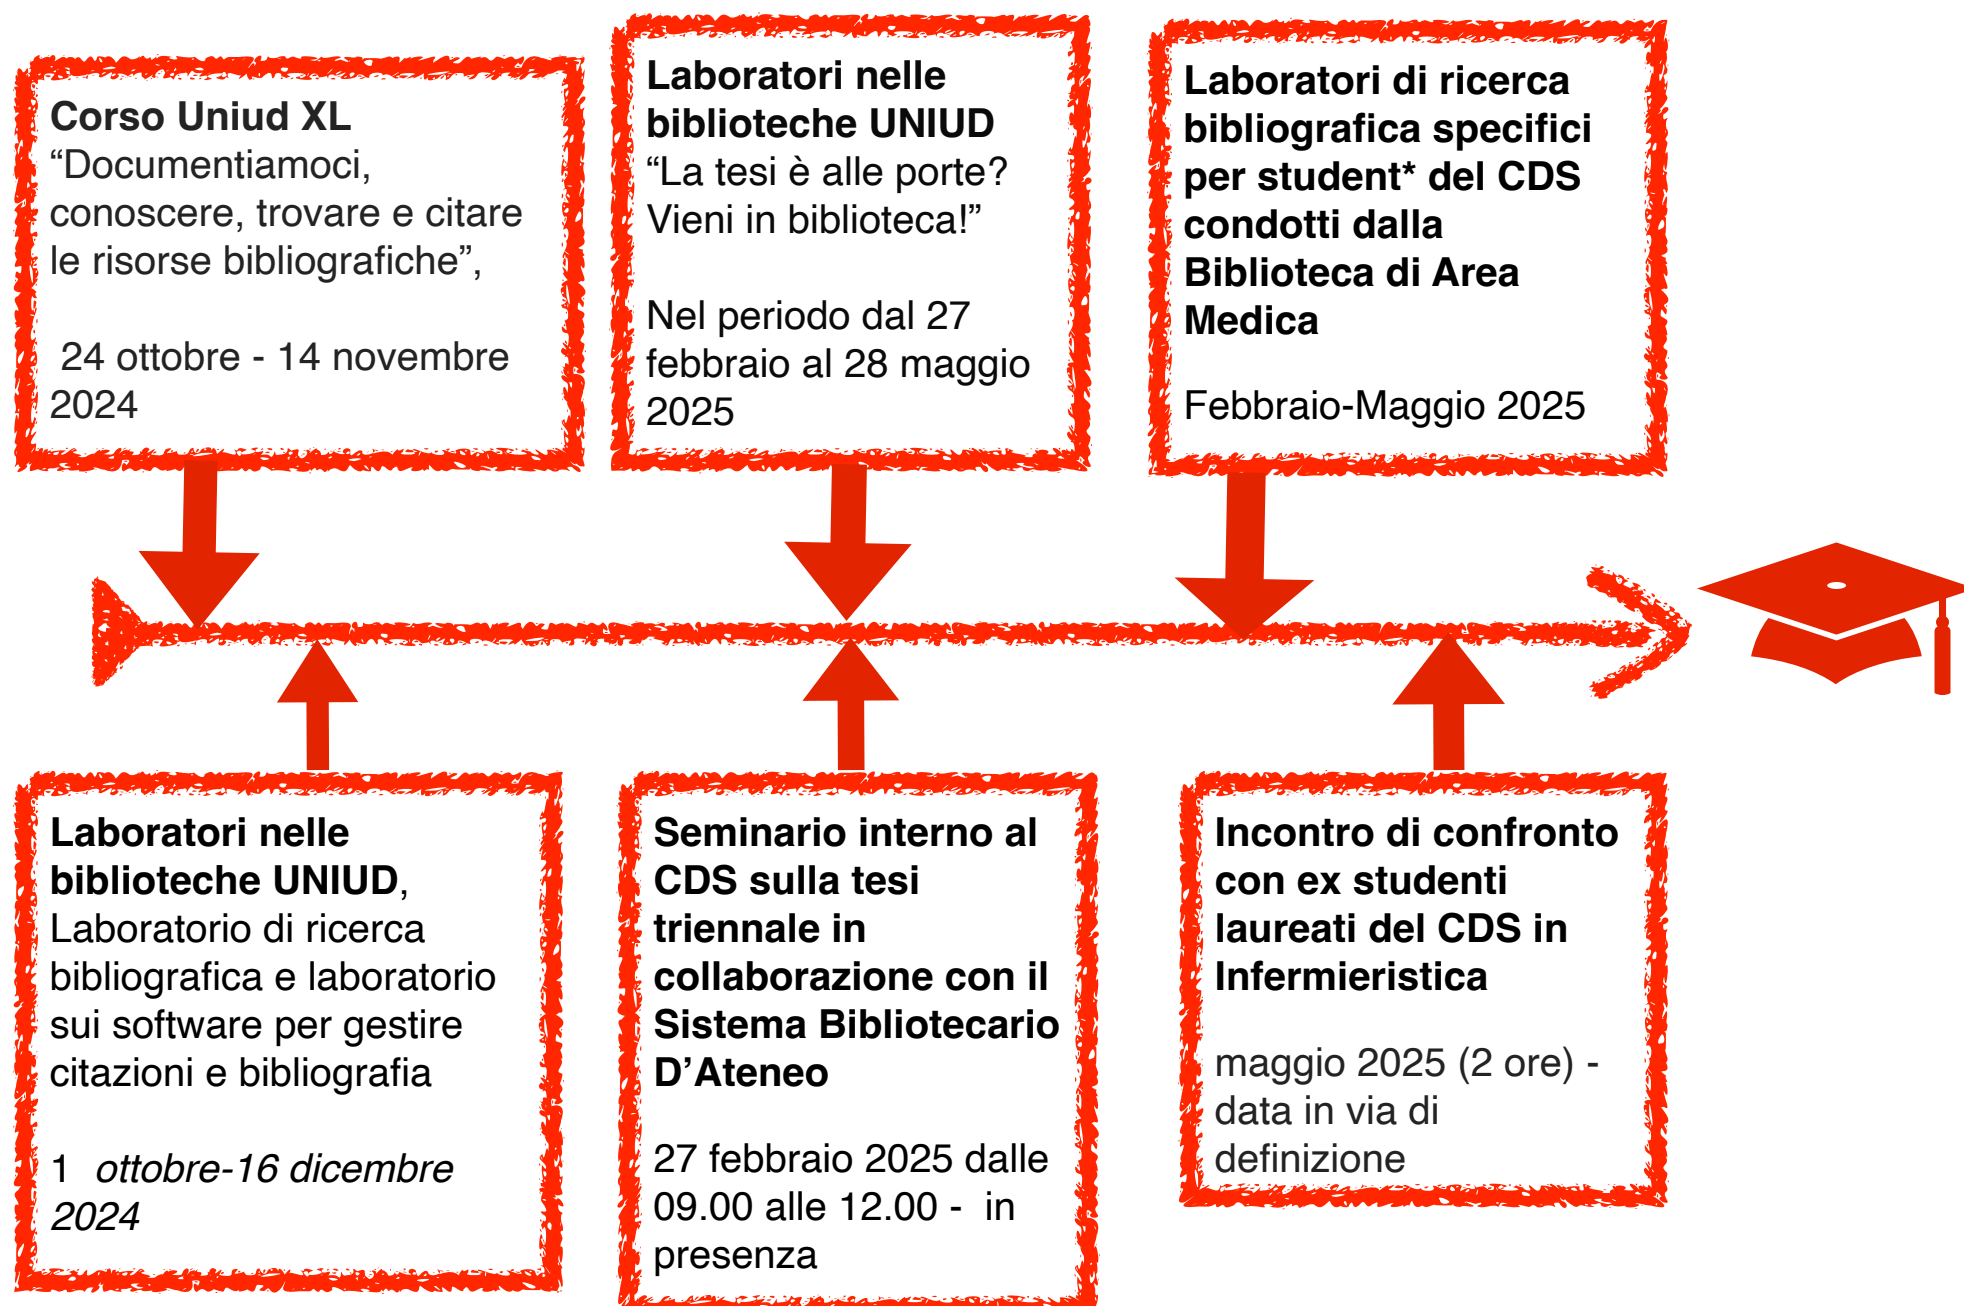 Corso Uniud XL
“Documentiamoci,
conoscere, trovare e citare
le risorse bibliografiche”,
24 ottobre - 14 novembre
2024
Laboratori nelle
biblioteche UNIUD
“La tesi è alle porte?
Vieni in biblioteca!”
Nel periodo dal 27
febbraio al 28 maggio
2025
Laboratori di ricerca
bibliografica specifici
per student* del CDS
condotti dalla
Biblioteca di Area
Medica
Febbraio-Maggio 2025
Laboratori nelle
biblioteche UNIUD,
Laboratorio di ricerca
bibliografica e laboratorio
sui software per gestire
citazioni e bibliografia
1 ottobre-16 dicembre
2024
Seminario interno al
CDS sulla tesi
triennale in
collaborazione con il
Sistema Bibliotecario
D’Ateneo
27 febbraio 2025 dalle
09.00 alle 12.00 - in
presenza
Incontro di confronto
con ex studenti
laureati del CDS in
Infermieristica
maggio 2025 (2 ore) -
data in via di
definizione